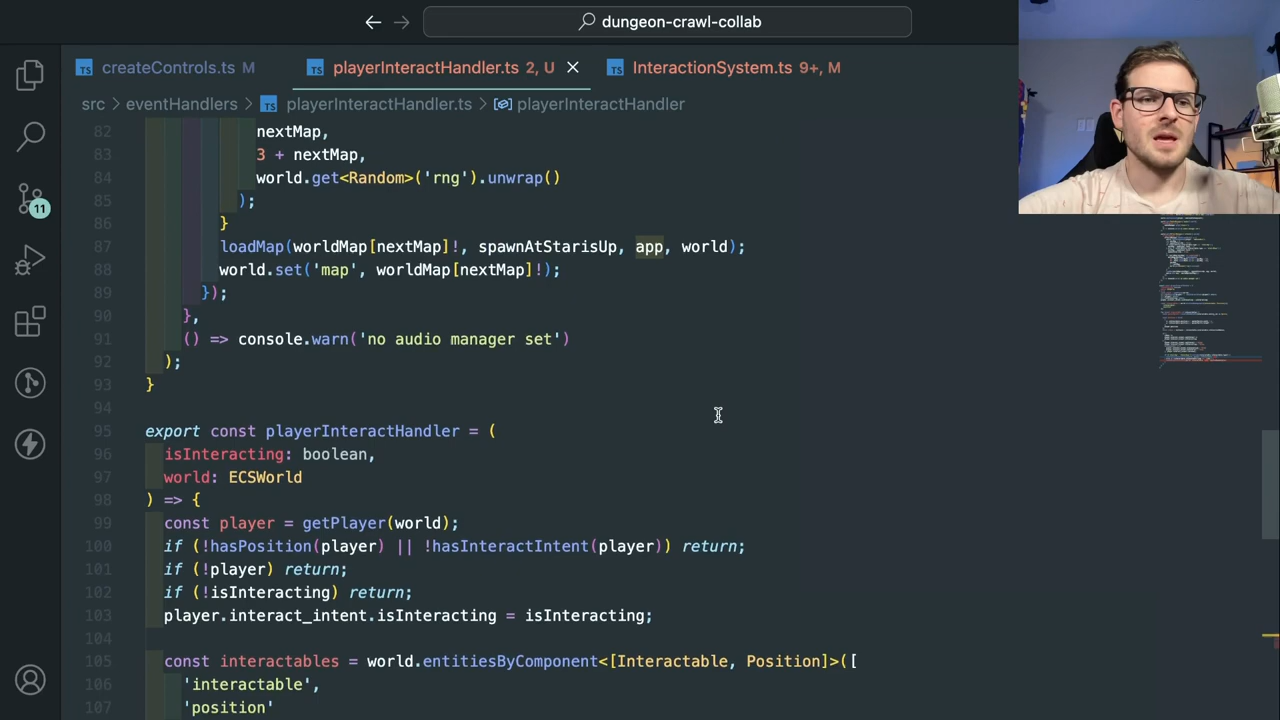 dungeon-crawl-collab
createControls.ts M
playerInteractHandler.ts 2, U
InteractionSystem.ts 9+, M
src > eventHandlers > playerInteractHandler.ts > playerInteractHandler
82 nextMap,
83 3 + nextMap,
84 world.get<Random>('rng').unwrap()
85 );
86 }
87 loadMap(worldMap[nextMap]!, spawnAtStarisUp, app, world);
88 world.set('map', worldMap[nextMap]!);
89 });
90 },
91 () => console.warn('no audio manager set')
92 );
93 }
94
95 export const playerInteractHandler = (
96 isInteracting: boolean,
97 world: ECSWorld
98 ) => {
99 const player = getPlayer(world);
100 if (!hasPosition(player) || !hasInteractIntent(player)) return;
101 if (!player) return;
102 if (!isInteracting) return;
103 player.interact_intent.isInteracting = isInteracting;
104
105 const interactables = world.entitiesByComponent<[Interactable, Position]>([
106 'interactable',
107 'position'
11